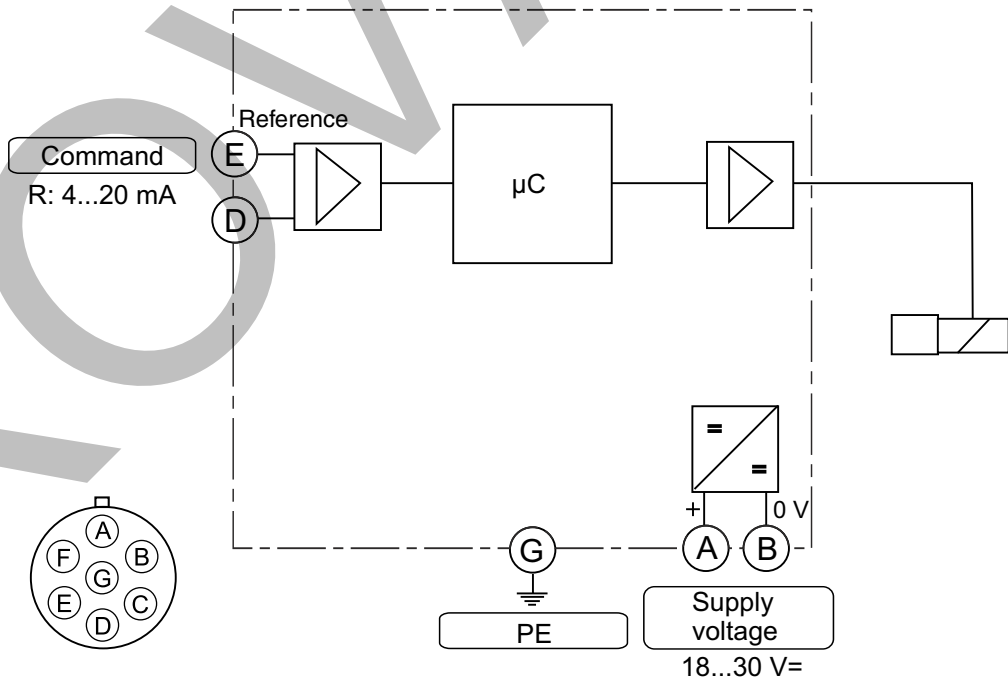 Reference
Command
R: 4...20 mA
E
D
µC
+
0 V
G
A
B
PE
Supply
voltage
18...30 V=
A
F
B
G
E
C
D